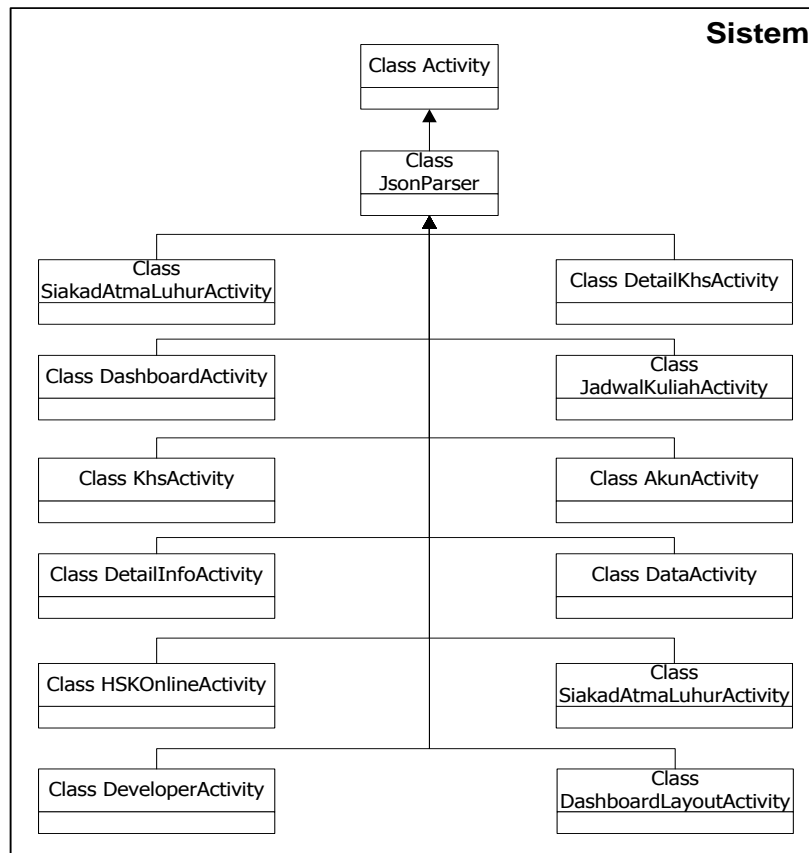 Sistem
Class Activity
Class
JsonParser
Class
SiakadAtmaLuhurActivity
Class DetailKhsActivity
Class DashboardActivity
Class
JadwalKuliahActivity
Class KhsActivity
Class AkunActivity
Class DetailInfoActivity
Class DataActivity
Class HSKOnlineActivity
Class
SiakadAtmaLuhurActivity
Class DeveloperActivity
Class
DashboardLayoutActivity